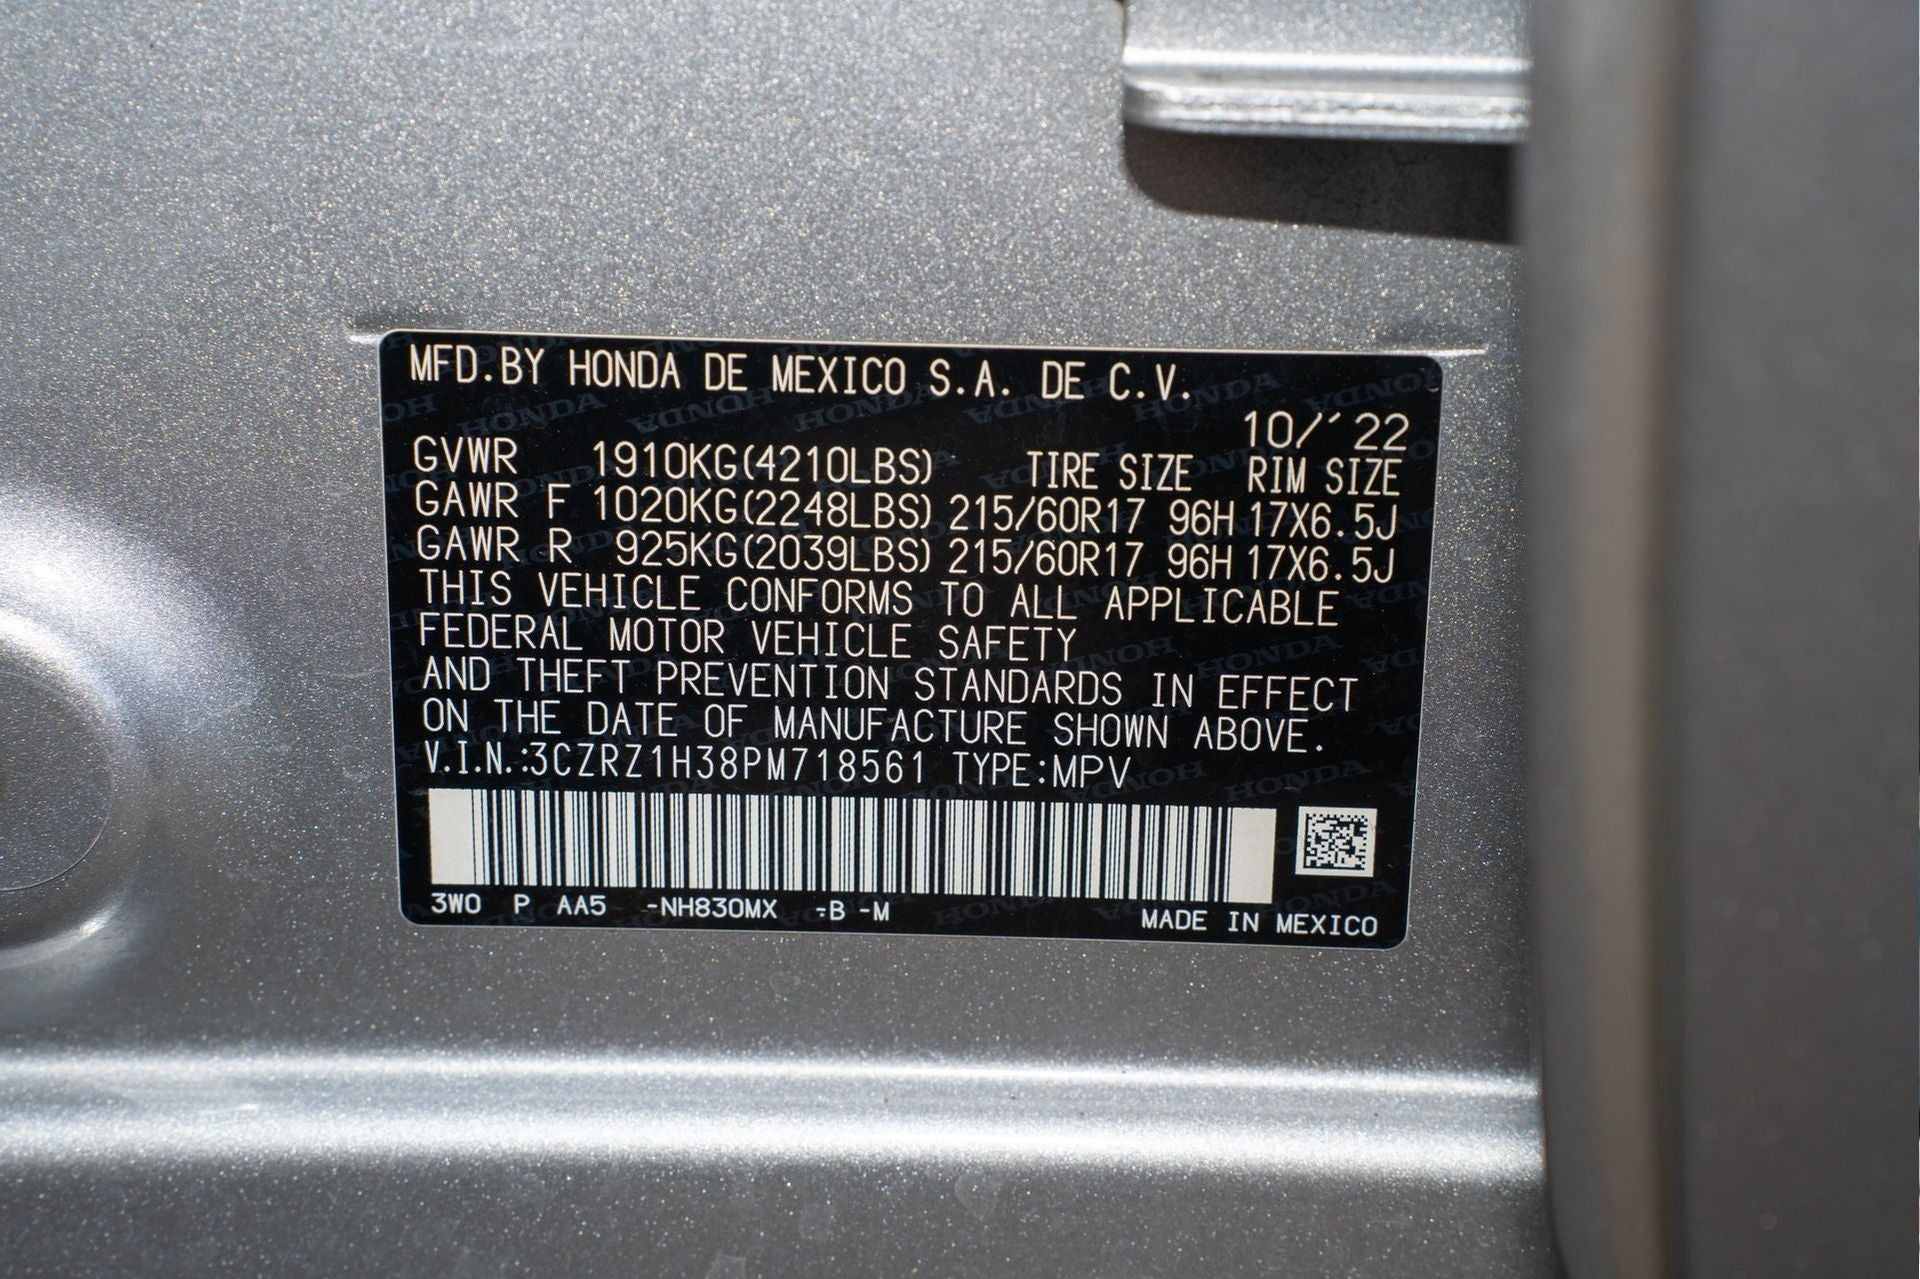 MFD.BY HONDA DE MEXICO S.A. DE C.V.
10/'22
GVWR 1910KG(4210LBS) TIRE SIZE RIM SIZE
GAWR F 1020KG(2248LBS) 215/60R17 96H 17X6.5J
GAWR R 925KG(2039LBS) 215/60R17 96H 17X6.5J
THIS VEHICLE CONFORMS TO ALL APPLICABLE
FEDERAL MOTOR VEHICLE SAFETY
AND THEFT PREVENTION STANDARDS IN EFFECT
ON THE DATE OF MANUFACTURE SHOWN ABOVE.
V.I.N.:3CZRZ1H38PM718561 TYPE:MPV
3W0 P AA5 -NH830MX -B -M MADE IN MEXICO